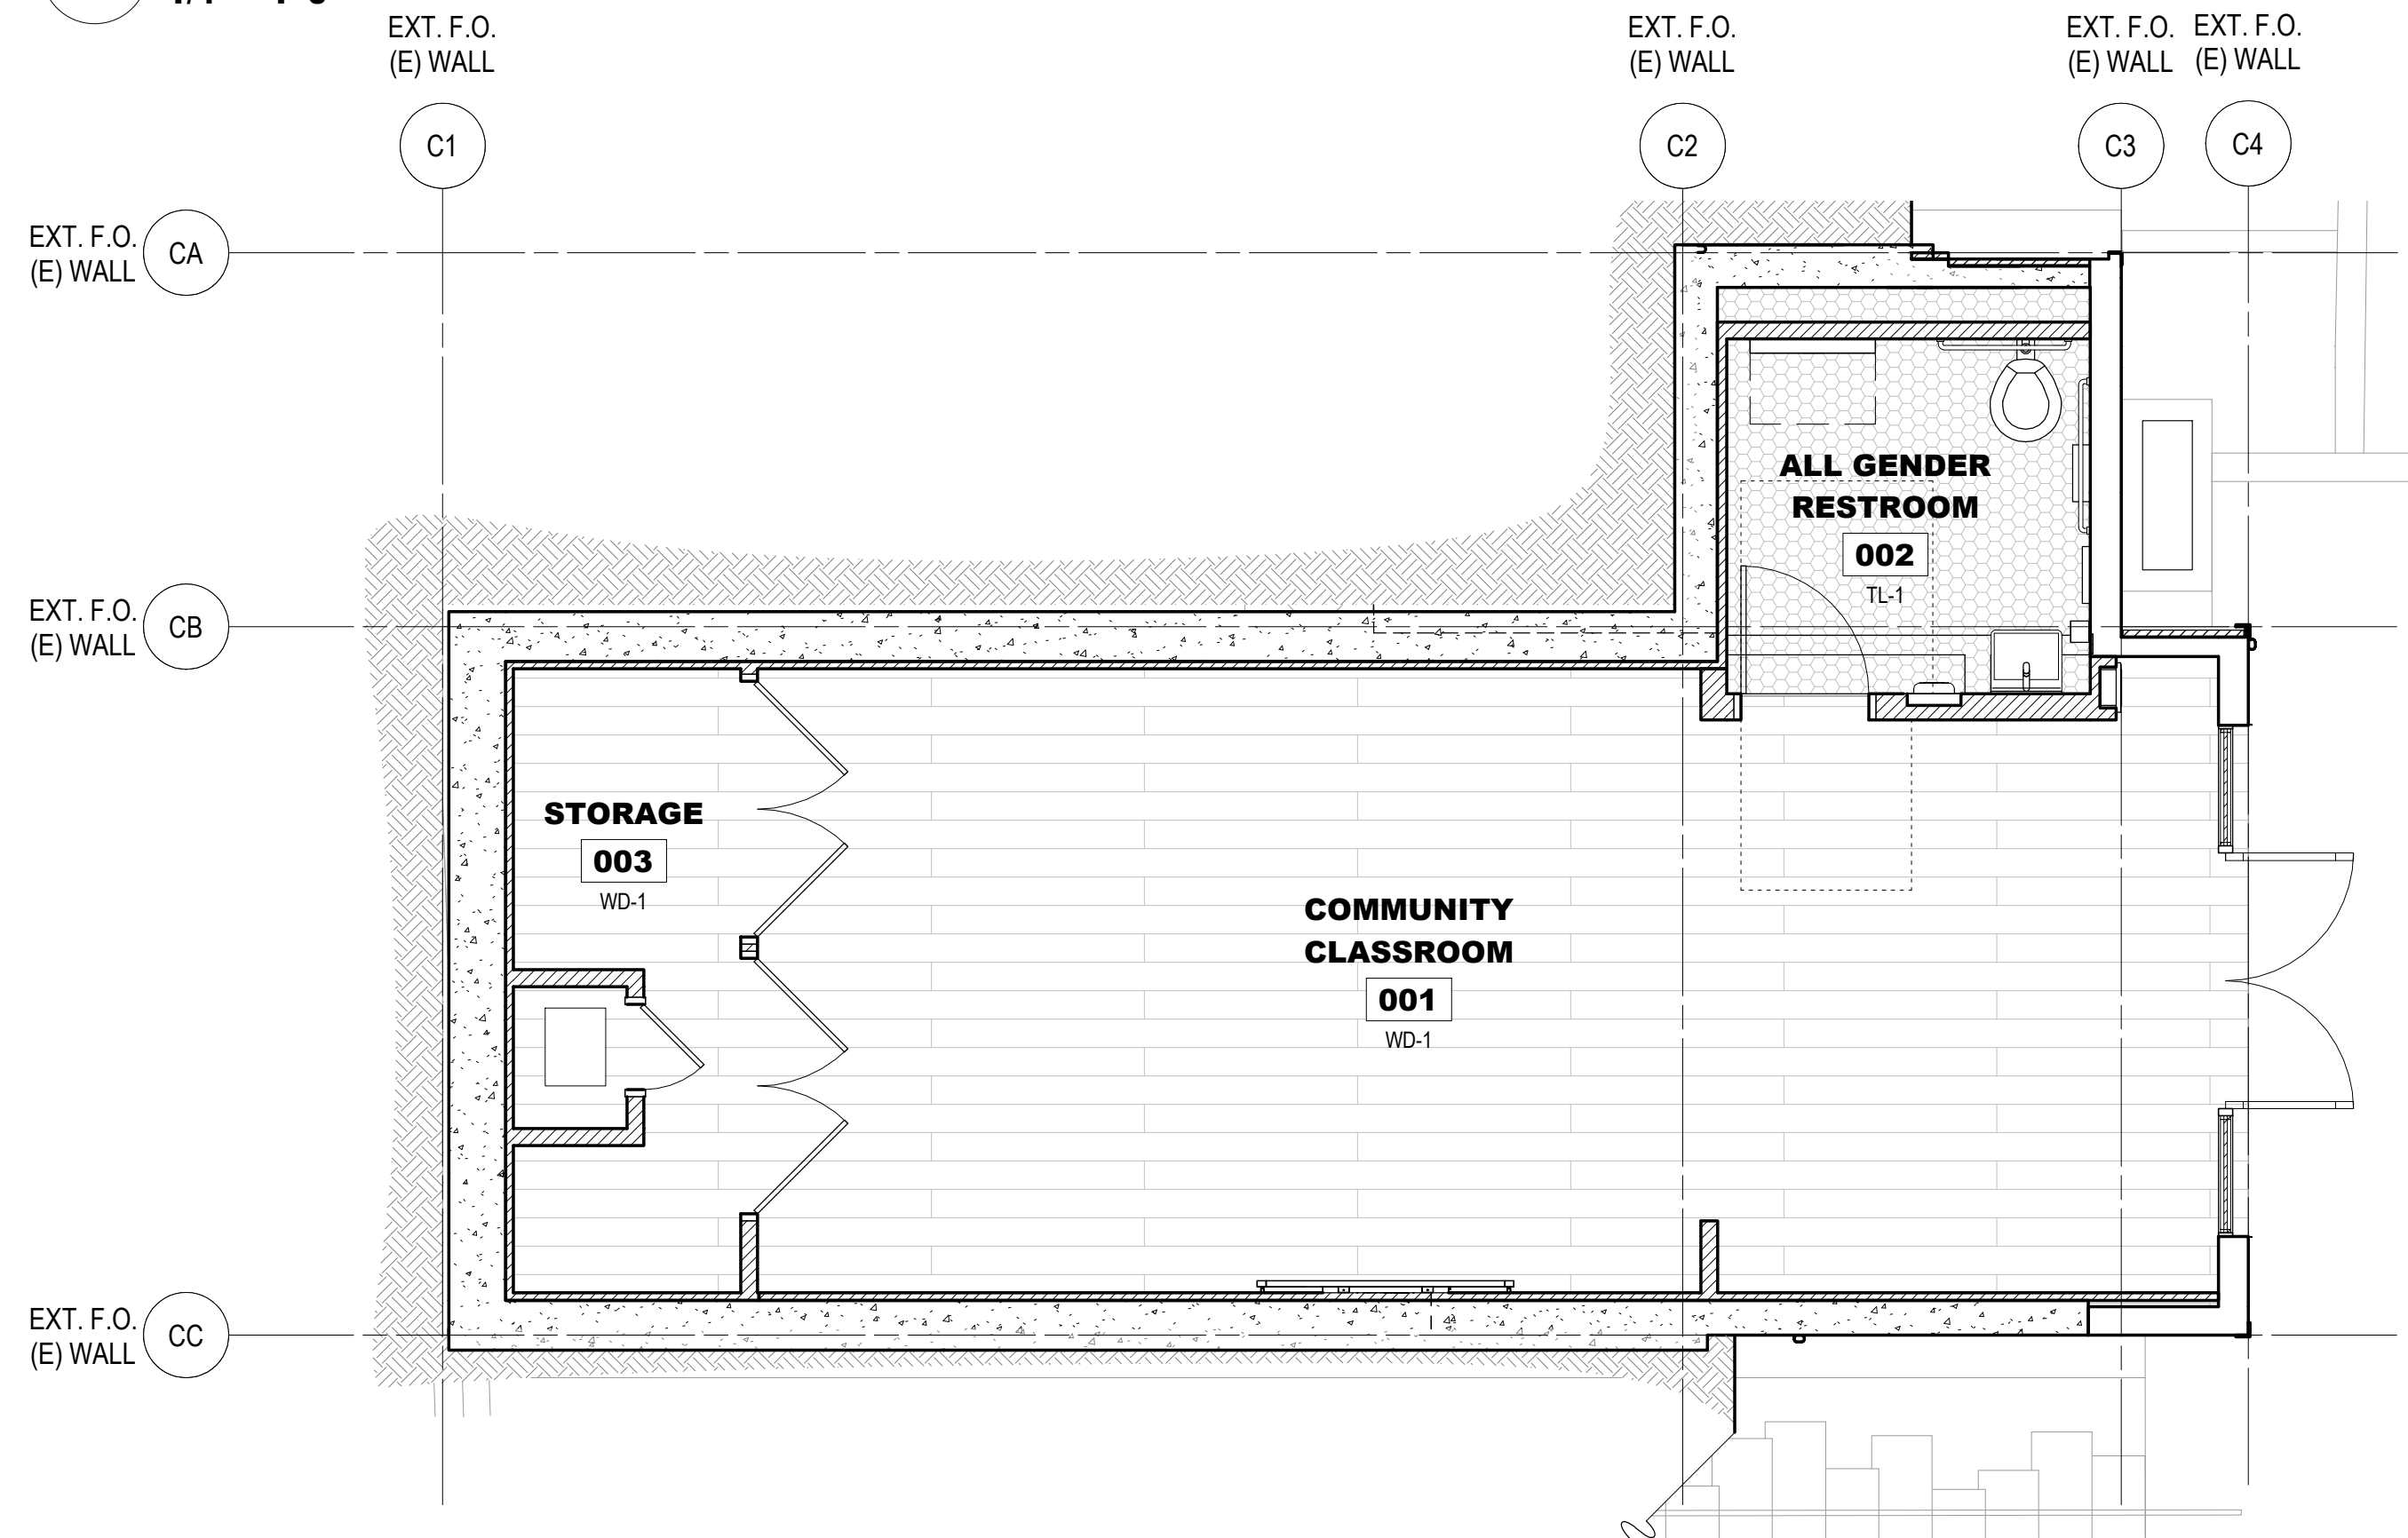 EXT. F.O.
(E) WALL
EXT. F.O.
(E) WALL
EXT. F.O.
(E) WALL
EXT. F.O.
(E) WALL
C1
C2
C3
C4
EXT. F.O.
(E) WALL
CA
ALL GENDER
RESTROOM
002
TL-1
EXT. F.O.
(E) WALL
CB
STORAGE
003
WD-1
COMMUNITY
CLASSROOM
001
WD-1
EXT. F.O.
(E) WALL
CC